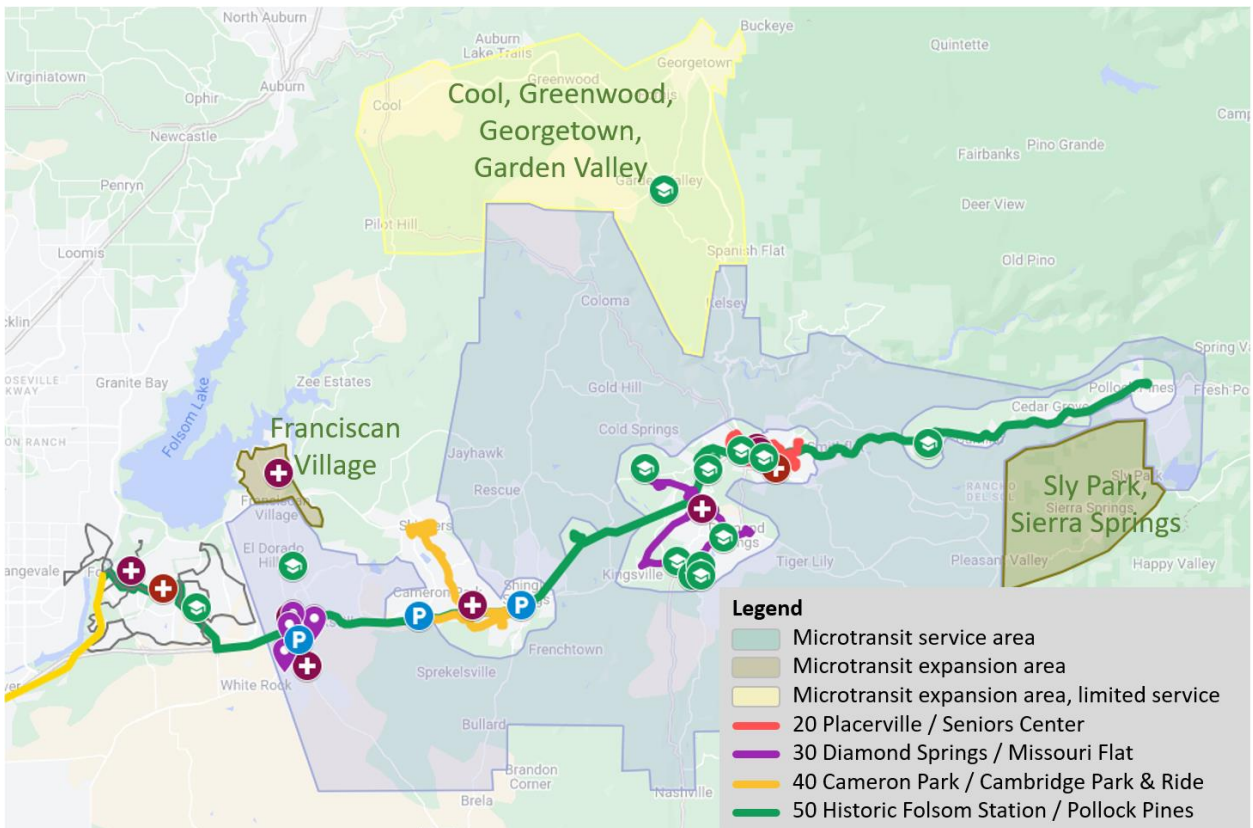 North Auburn
Buckeye
Auburn
Lake Trails
Quintette
Virginiatown
Auburn
Georgetown
Greenwood
Ophir
Cool
Cool, Greenwood,
Georgetown,
Garden Valley
Newcastle
Pino Grande
Fairbanks
Penryn
Deer View
Pilot Hill
Loomis
Spanish Flat
Old Pino
Coloma
Kelsey
Granite Bay
Zee Estates
Gold Hill
Pollock Pines
Cedar Grove
Folsom Lake
Franciscan
Village
Cold Springs
Jayhawk
Rescue
Sly Park,
Sierra Springs
Sly Park
Sierra Springs
Franciscan
Village
El Dorado
Tiger Lily
Pleasant Valley
Happy Valley
Kingsville
P
P
P
Frenchtown
Sprekelsville
White Rock
Bullard
Brandon
Corner
Nashville
Brela
Legend
Microtransit service area
Microtransit expansion area
Microtransit expansion area, limited service
20 Placerville / Seniors Center
30 Diamond Springs / Missouri Flat
40 Cameron Park / Cambridge Park & Ride
50 Historic Folsom Station / Pollock Pines